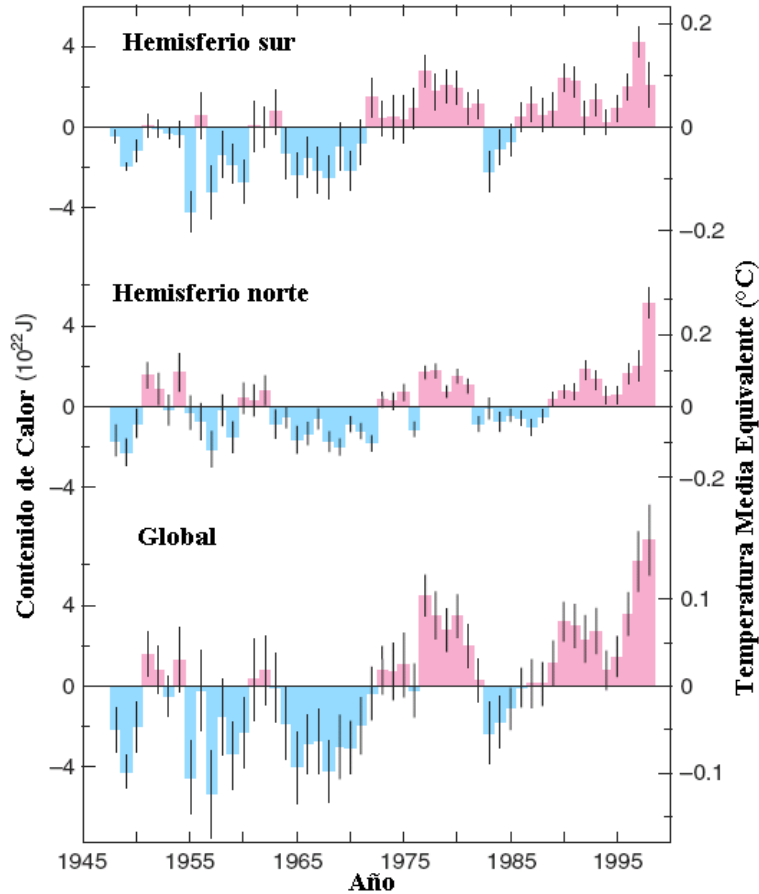 Hemisferio sur
4
0
−4
0.2
0.1
0
−0.2
Hemisferio norte
4
0
−4
0.2
0
−0.2
Global
4
0
−4
0.1
0
−0.1
Contenido de Calor (10²²J)
Temperatura Media Equivalente (°C)
1945 1955 1965 1975 1985 1995
Año